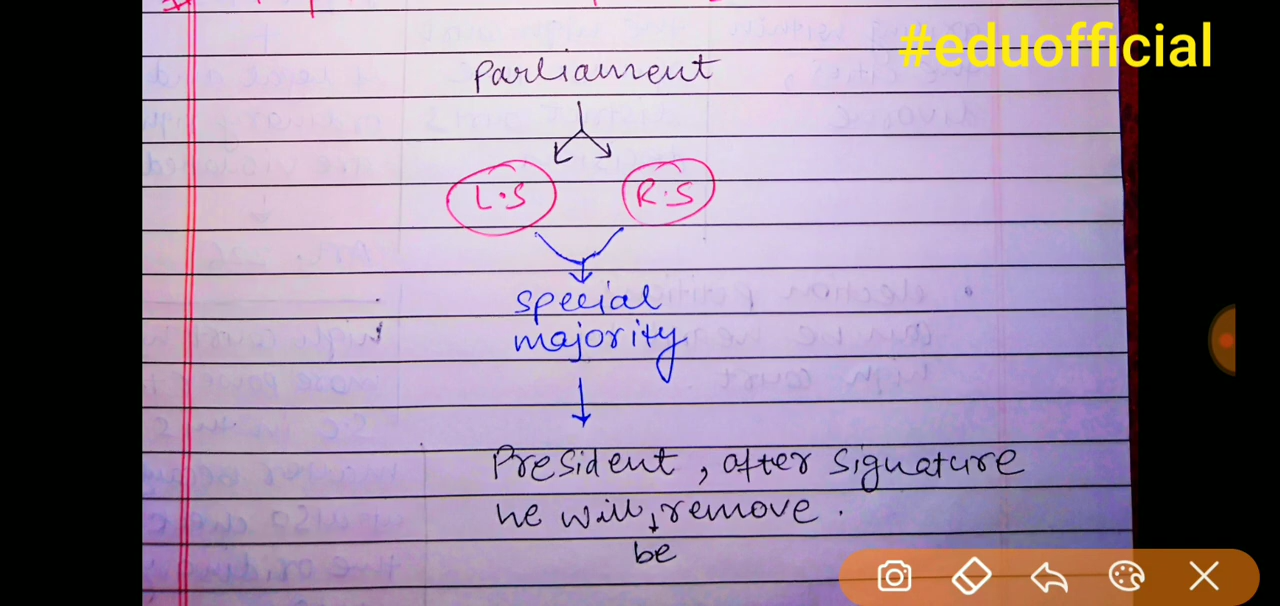 #eduofficial
Parliament
L.S R.S
special
majority
President, after signature
he will remove.
be